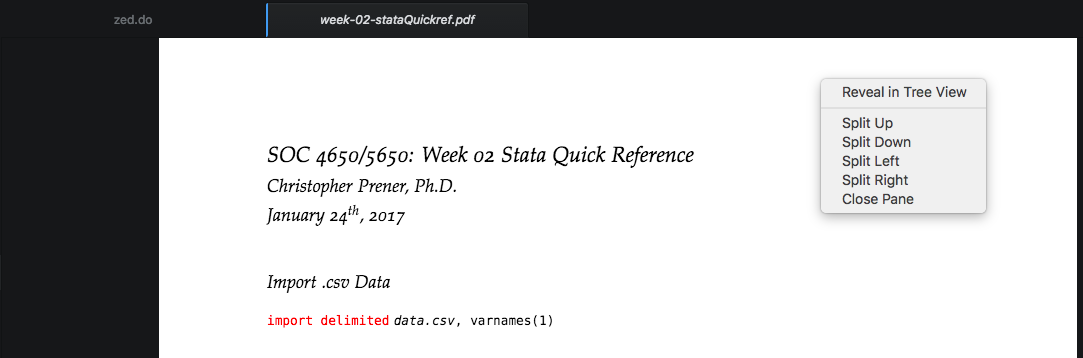 zed.do
week-02-stataQuickref.pdf
SOC 4650/5650: Week 02 Stata Quick Reference
Christopher Prener, Ph.D.
January 24th, 2017
Import .csv Data
import delimited data.csv, varnames(1)
Reveal in Tree View
Split Up
Split Down
Split Left
Split Right
Close Pane